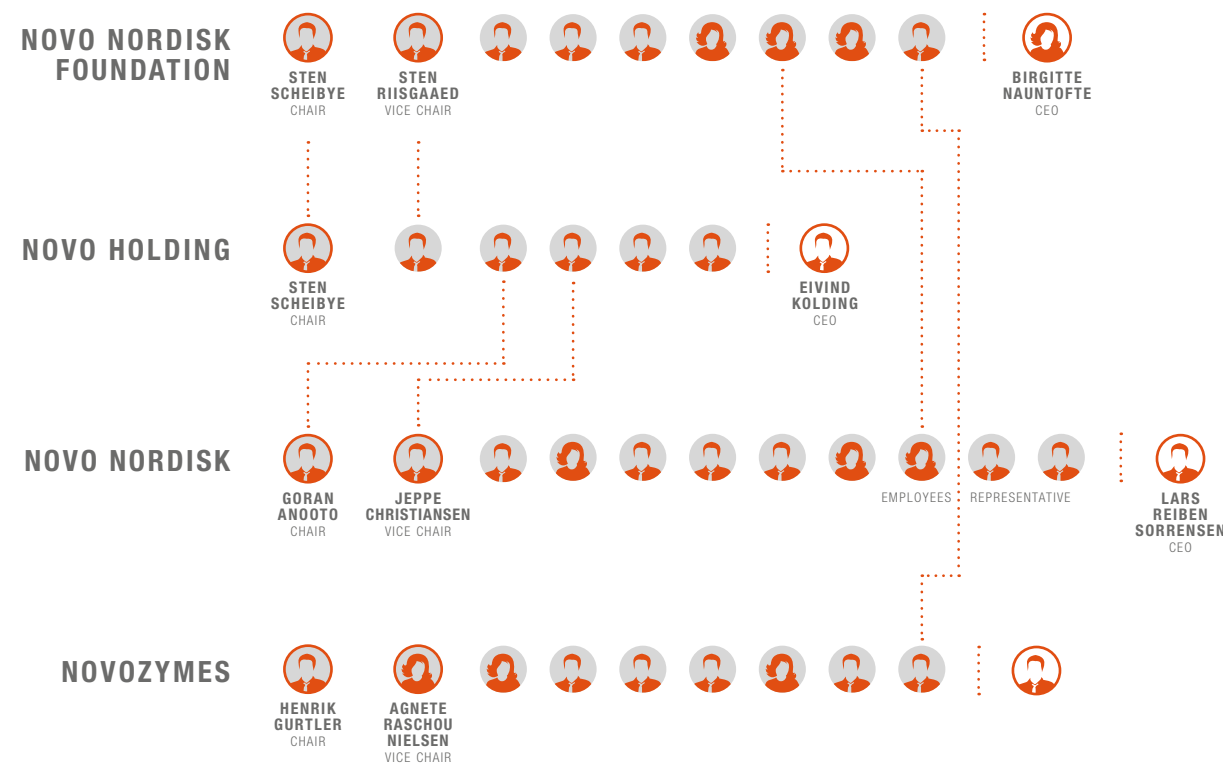 NOVO NORDISK
FOUNDATION
STEN
SCHEIBYE
CHAIR
STEN
RIISGAAED
VICE CHAIR
BIRGITTE
NAUNTOFTE
CEO
NOVO HOLDING
STEN
SCHEIBYE
CHAIR
EIVIND
KOLDING
CEO
NOVO NORDISK
GORAN
ANOOTO
CHAIR
JEPPE
CHRISTIANSEN
VICE CHAIR
EMPLOYEES REPRESENTATIVE
LARS
REIBEN
SORRENSEN
CEO
NOVOZYMES
HENRIK
GURTLER
CHAIR
AGNETE
RASCHOU
NIELSEN
VICE CHAIR